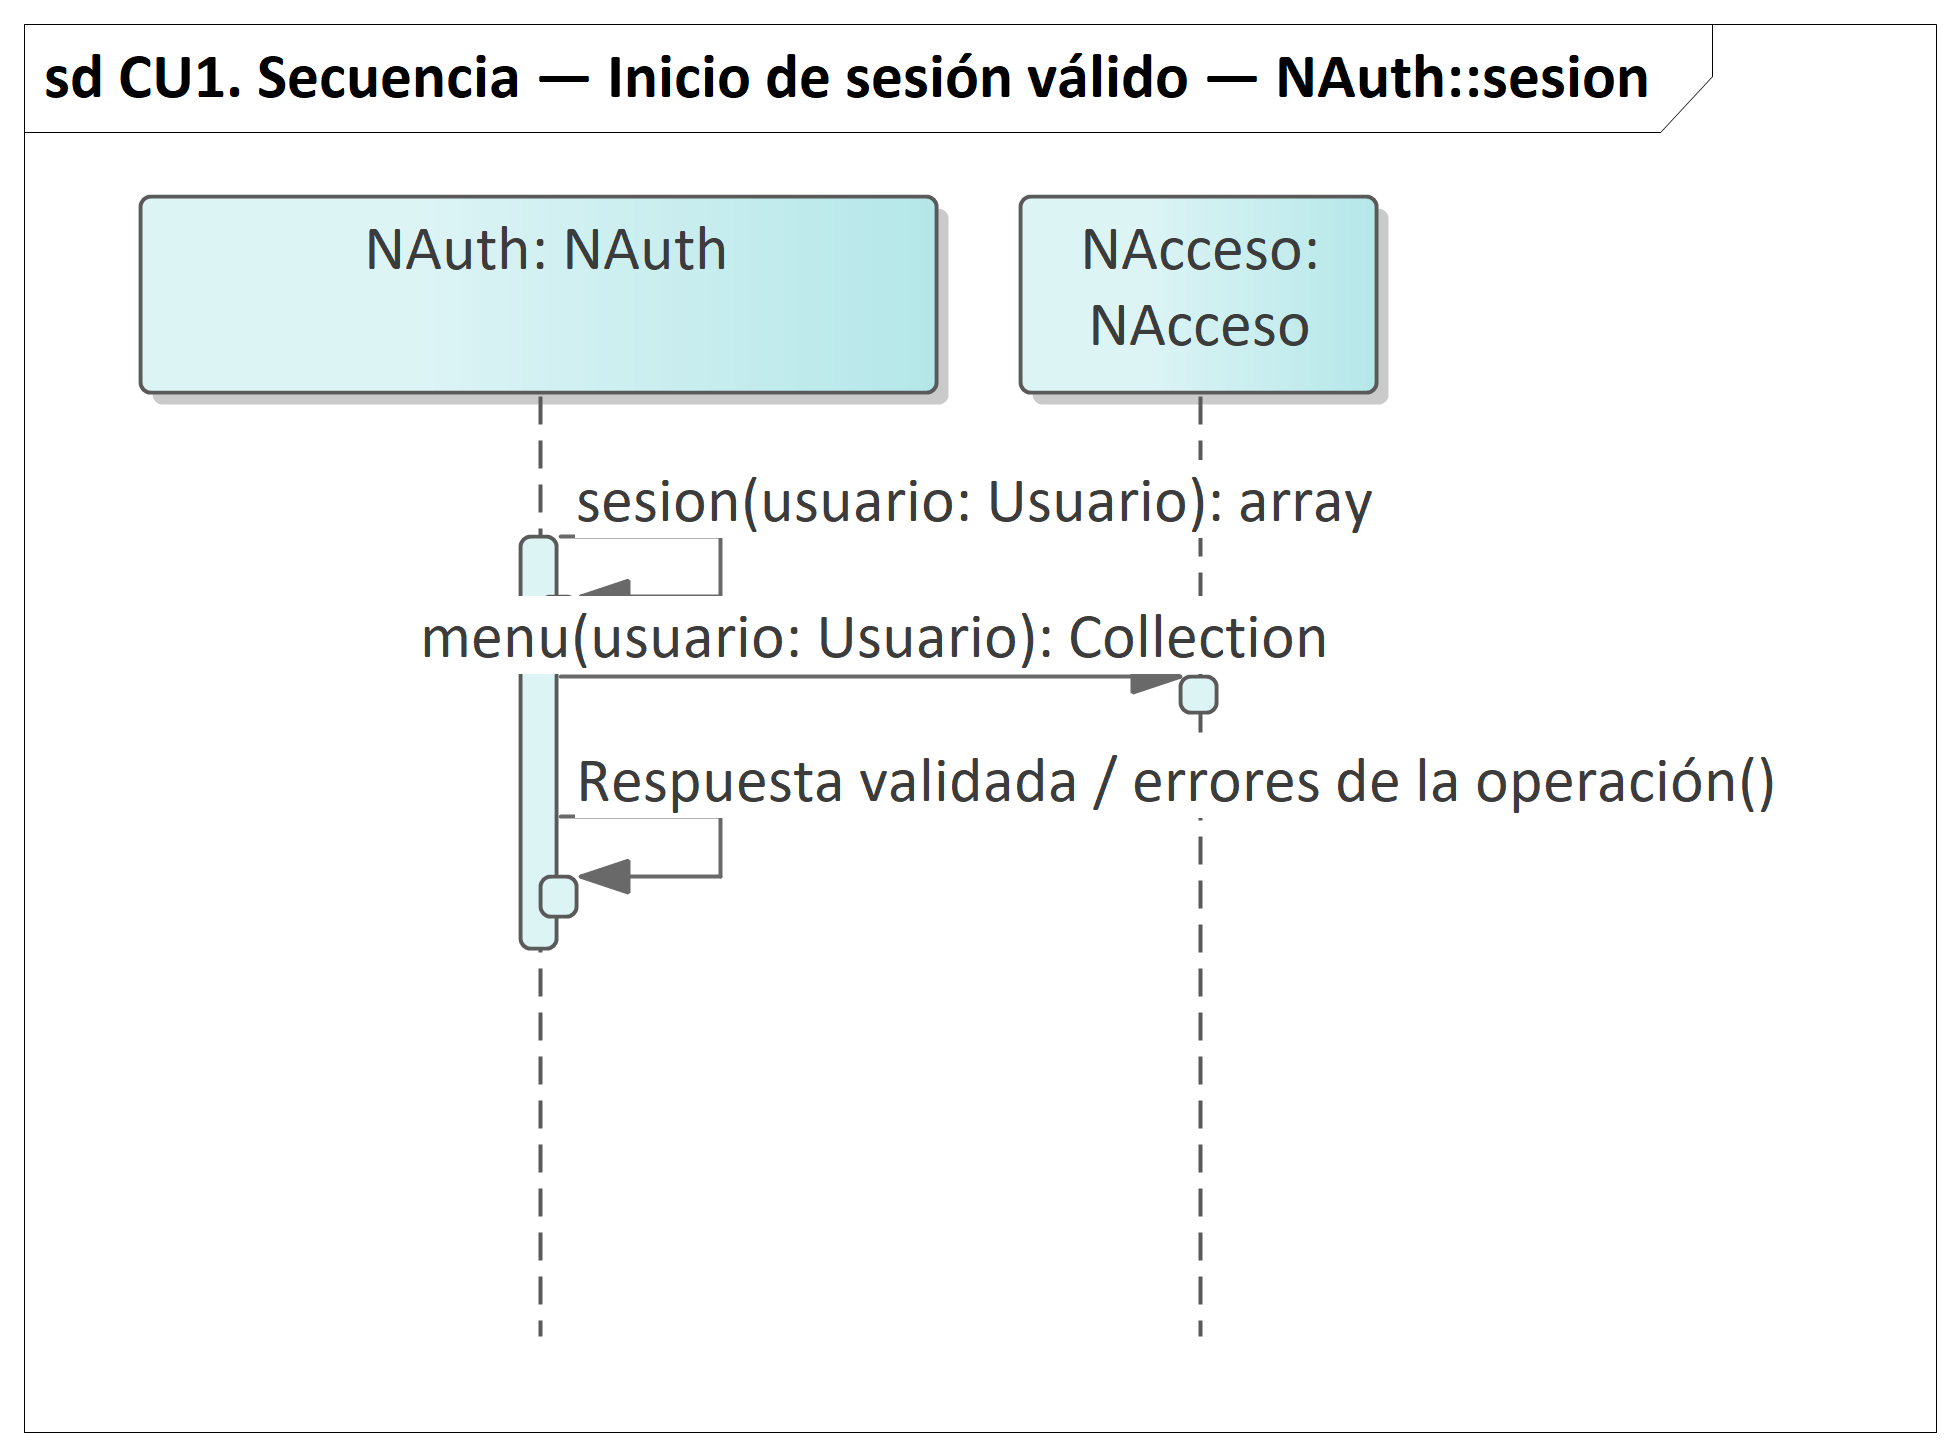 sd CU1. Secuencia — Inicio de sesión válido — NAuth::sesion
NAuth: NAuth
NAcceso:
NAcceso
sesion(usuario: Usuario): array
menu(usuario: Usuario): Collection
Respuesta validada / errores de la operación()